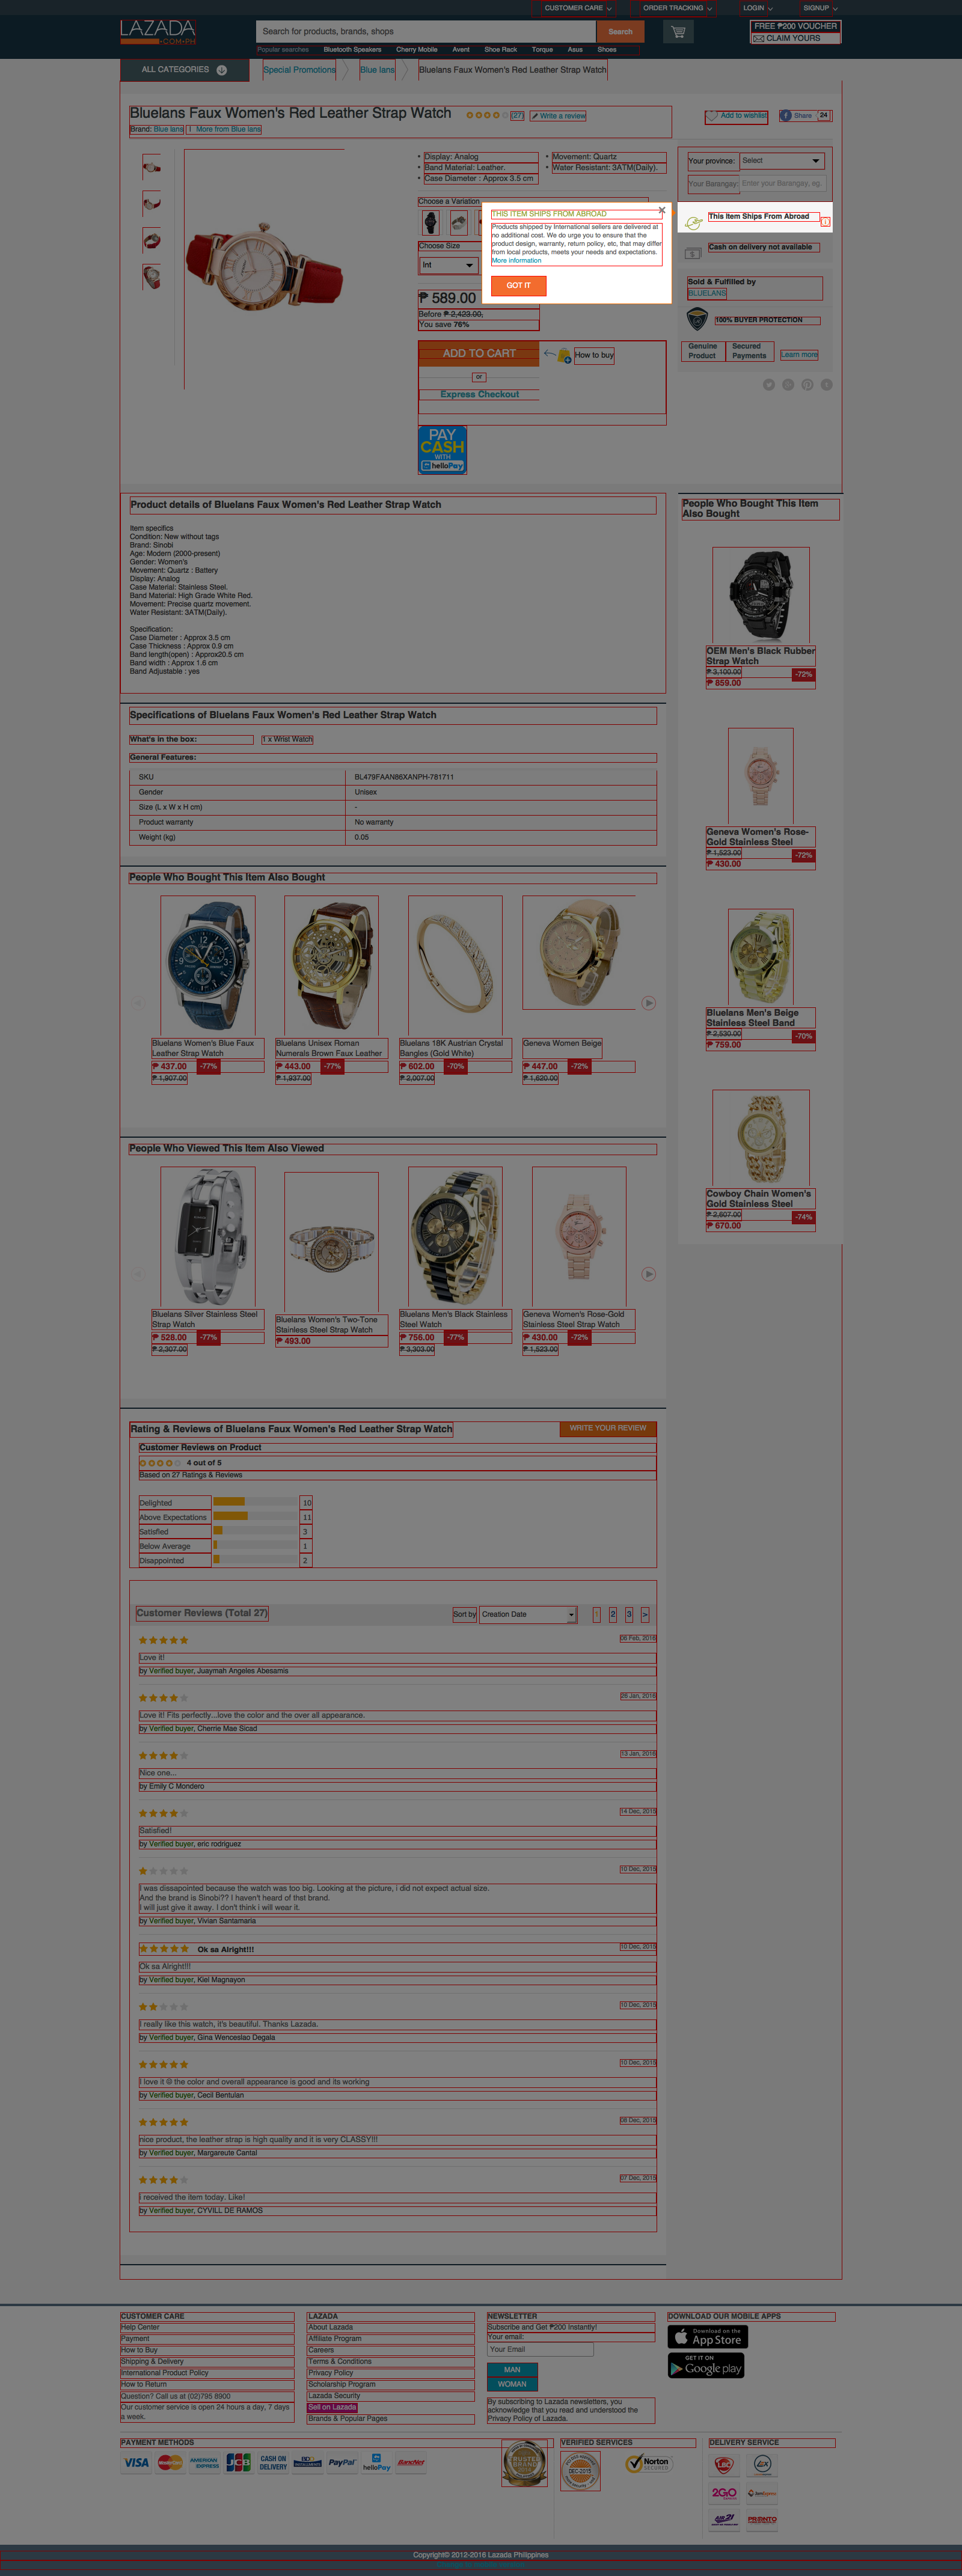 CUSTOMER CARE
ORDER TRACKING
LOGIN
SIGNUP
LAZADA
.COM.PH
Search for products, brands, shops
Search
FREE ₱200 VOUCHER
CLAIM YOURS
Popular searches Bluetooth Speakers Cherry Mobile Avent Shoe Rack Torque Asus Shoes
ALL CATEGORIES
Special Promotions
Blue lans
Bluelans Faux Women's Red Leather Strap Watch
Bluelans Faux Women's Red Leather Strap Watch
(27)
Write a review
Brand: Blue lans | More from Blue lans
Add to wishlist
Share 24
Display: Analog
Band Material: Leather.
Case Diameter : Approx 3.5 cm
Movement: Quartz
Water Resistant: 3ATM(Daily).
Choose a Variation
Choose Size
Int
₱ 589.00
Before ₱ 2,423.00,
You save 76%
ADD TO CART
How to buy
or
Express Checkout
PAY
CASH
WITH
helloPay
THIS ITEM SHIPS FROM ABROAD
Products shipped by International sellers are delivered at
no additional cost. We do urge you to ensure that the
product design, warranty, return policy, etc, that may differ
from local products, meets your needs and expectations.
More information
GOT IT
Your province: Select
Your Barangay: Enter your Barangay, eg.
This Item Ships From Abroad
Cash on delivery not available
Sold & Fulfilled by
BLUELANS
100% BUYER PROTECTION
Genuine
Product
Secured
Payments
Learn more
Product details of Bluelans Faux Women's Red Leather Strap Watch
Item specifics
Condition: New without tags
Brand: Sinobi
Age: Modern (2000-present)
Gender: Women's
Movement: Quartz : Battery
Display: Analog
Case Material: Stainless Steel.
Band Material: High Grade White Red.
Movement: Precise quartz movement.
Water Resistant: 3ATM(Daily).
Specification:
Case Diameter : Approx 3.5 cm
Case Thickness : Approx 0.9 cm
Band length(open) : Approx20.5 cm
Band width : Approx 1.6 cm
Band Adjustable : yes
People Who Bought This Item
Also Bought
OEM Men's Black Rubber
Strap Watch
₱ 3,100.00
-72%
₱ 859.00
Geneva Women's Rose-
Gold Stainless Steel
₱ 1,523.00
-72%
₱ 430.00
Bluelans Men's Beige
Stainless Steel Band
₱ 2,530.00
-70%
₱ 759.00
Cowboy Chain Women's
Gold Stainless Steel
₱ 2,607.00
-74%
₱ 670.00
Specifications of Bluelans Faux Women's Red Leather Strap Watch
What's in the box: 1 x Wrist Watch
General Features:
SKU BL479FAAN86XANPH-781711
Gender Unisex
Size (L x W x H cm) -
Product warranty No warranty
Weight (kg) 0.05
People Who Bought This Item Also Bought
Bluelans Women's Blue Faux
Leather Strap Watch
₱ 437.00 -77%
₱ 1,907.00
Bluelans Unisex Roman
Numerals Brown Faux Leather
₱ 443.00 -77%
₱ 1,937.00
Bluelans 18K Austrian Crystal
Bangles (Gold White)
₱ 602.00 -70%
₱ 2,007.00
Geneva Women Beige
₱ 447.00 -72%
₱ 1,620.00
People Who Viewed This Item Also Viewed
Bluelans Silver Stainless Steel
Strap Watch
₱ 528.00 -77%
₱ 2,307.00
Bluelans Women's Two-Tone
Stainless Steel Strap Watch
₱ 493.00
Bluelans Men's Black Stainless
Steel Watch
₱ 756.00 -77%
₱ 3,303.00
Geneva Women's Rose-Gold
Stainless Steel Strap Watch
₱ 430.00 -72%
₱ 1,523.00
Rating & Reviews of Bluelans Faux Women's Red Leather Strap Watch
WRITE YOUR REVIEW
Customer Reviews on Product
4 out of 5
Based on 27 Ratings & Reviews
Delighted 10
Above Expectations 11
Satisfied 3
Below Average 1
Disappointed 2
Customer Reviews (Total 27)
Sort by Creation Date
1 2 3 >
08 Feb, 2016
Love it!
by Verified buyer, Juaymah Angeles Abesamis
26 Jan, 2016
Love it! Fits perfectly...love the color and the over all appearance.
by Verified buyer, Cherrie Mae Sicad
13 Jan, 2016
Nice one...
by Emily C Mondero
14 Dec, 2015
Satisfied!
by Verified buyer, eric rodriguez
10 Dec, 2015
I was dissapointed because the watch was too big. Looking at the picture, i did not expect actual size.
And the brand is Sinobi?? I haven't heard of that brand.
I will just give it away. I don't think i will wear it.
by Verified buyer, Vivian Santamaria
Ok sa Alright!!!
10 Dec, 2015
Ok sa Alright!!!
by Verified buyer, Kiel Magnayon
10 Dec, 2015
I really like this watch, it's beautiful. Thanks Lazada.
by Verified buyer, Gina Wenceslao Degala
10 Dec, 2015
I love it @ the color and overall appearance is good and its working
by Verified buyer, Cecil Bentulan
08 Dec, 2015
nice product, the leather strap is high quality and it is very CLASSY!!!
by Verified buyer, Margareute Cantal
07 Dec, 2015
I received the item today. Like!
by Verified buyer, CYVILL DE RAMOS
CUSTOMER CARE
Help Center
Payment
How to Buy
Shipping & Delivery
International Product Policy
How to Return
Question? Call us at (02)795 8900
Our customer service is open 24 hours a day, 7 days
a week.
LAZADA
About Lazada
Affiliate Program
Careers
Terms & Conditions
Privacy Policy
Scholarship Program
Lazada Security
Sell on Lazada
Brands & Popular Pages
NEWSLETTER
Subscribe and Get ₱200 Instantly!
Your email:
Your Email
MAN
WOMAN
By subscribing to Lazada newsletters, you
acknowledge that you read and understood the
Privacy Policy of Lazada.
DOWNLOAD OUR MOBILE APPS
Download on the
App Store
GET IT ON
Google play
PAYMENT METHODS
VISA
MasterCard
AMERICAN
EXPRESS
JCB
CASH ON
DELIVERY
BDO
PayPal
helloPay
BancNet
TRUSTED
BRAND
VERIFIED SERVICES
DEC-2015
Norton
SECURED
DELIVERY SERVICE
LBC
LEX
2GO
AIR21
Copyright© 2012-2016 Lazada Philippines